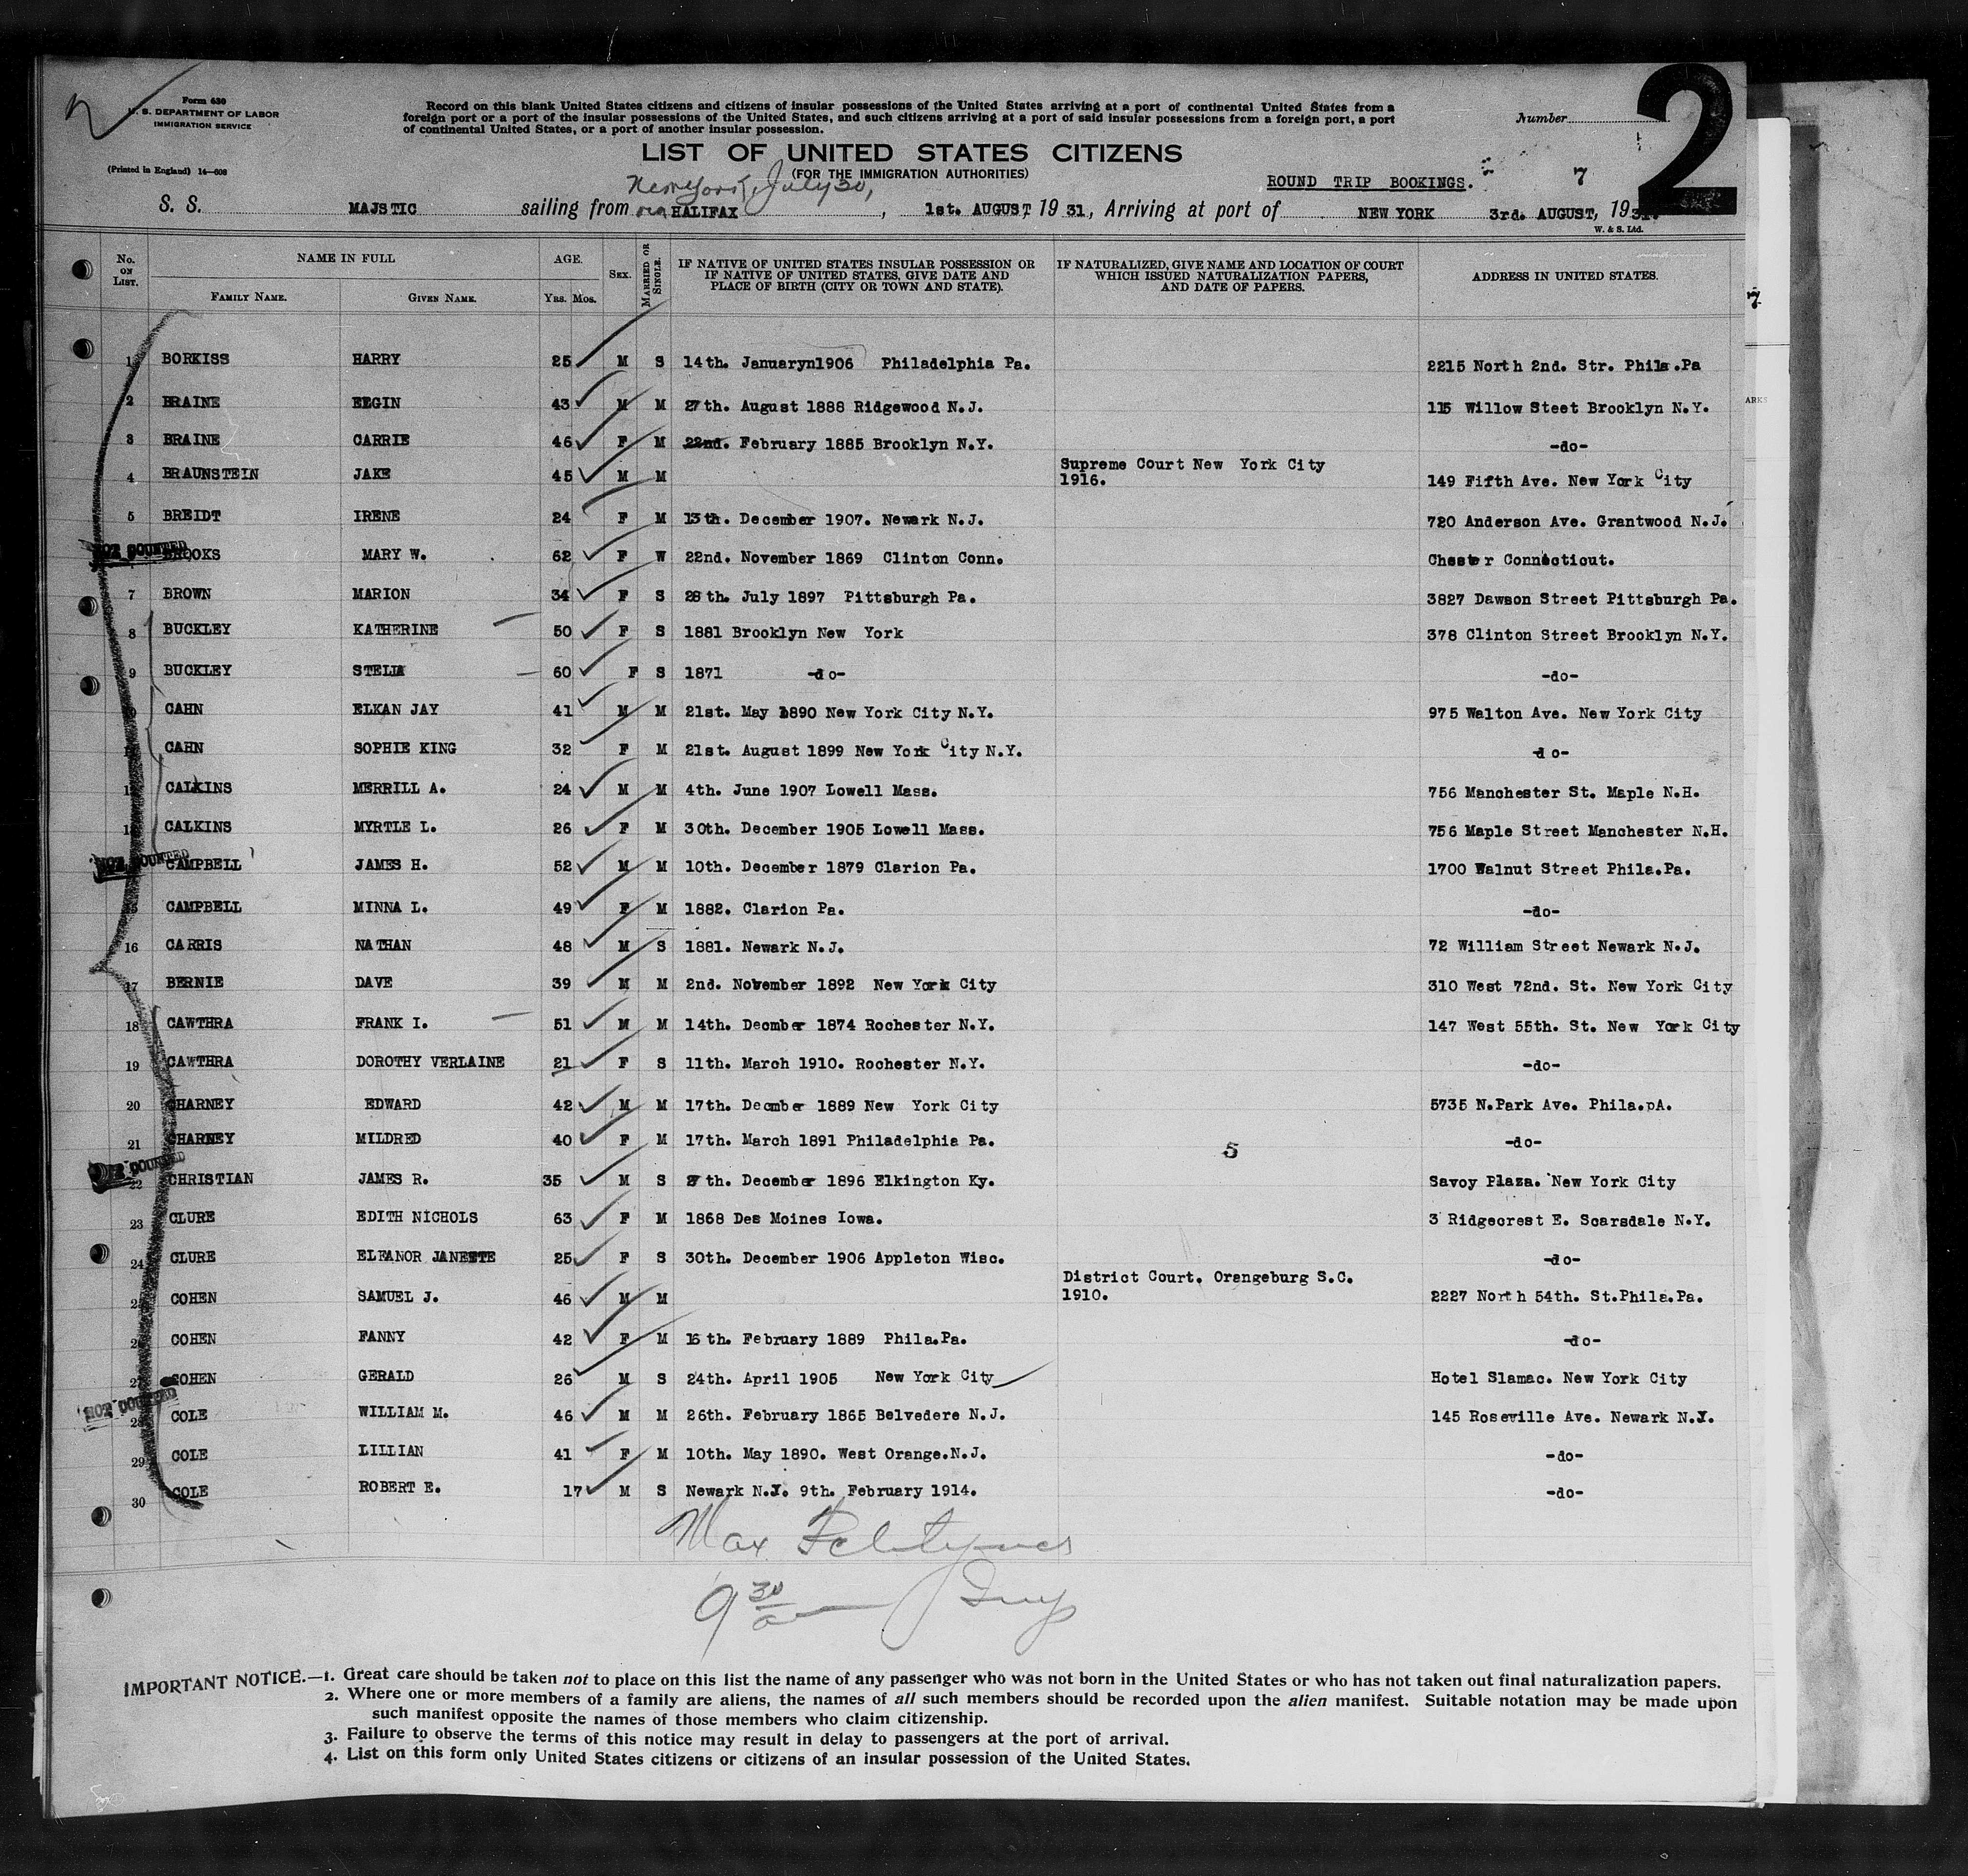 Form 630
U. S. DEPARTMENT OF LABOR
IMMIGRATION SERVICE
(Printed in England) 14—608
Record on this blank United States citizens and citizens of insular possessions of the United States arriving at a port of continental United States from a
foreign port or a port of the insular possessions of the United States, and such citizens arriving at a port of said insular possessions from a foreign port, a port
of continental United States, or a port of another insular possession.
Number
2
LIST OF UNITED STATES CITIZENS
(FOR THE IMMIGRATION AUTHORITIES)
ROUND TRIP BOOKINGS. 7
New York, July 30,
S. S. MAJSTIC sailing from via HALIFAX, 1st. AUGUST, 19 31, Arriving at port of NEW YORK 3rd. AUGUST, 1931.
W. & S. Ltd.
No. ON LIST. NAME IN FULL FAMILY NAME. GIVEN NAME. AGE. YRS. MOS. SEX. MARRIED OR SINGLE. IF NATIVE OF UNITED STATES INSULAR POSSESSION OR IF NATIVE OF UNITED STATES, GIVE DATE AND PLACE OF BIRTH (CITY OR TOWN AND STATE). IF NATURALIZED, GIVE NAME AND LOCATION OF COURT WHICH ISSUED NATURALIZATION PAPERS, AND DATE OF PAPERS. ADDRESS IN UNITED STATES.
7
1 BORKISS HARRY 25 M S 14th. Januaryn1906 Philadelphia Pa. 2215 North 2nd. Str. Phila.Pa
2 BRAINE ELGIN 43 M M 27th. August 1888 Ridgewood N.J. 115 Willow Steet Brooklyn N.Y.
ARKS
3 BRAINE CARRIE 46 F M 22nd. February 1885 Brooklyn N.Y. -do-
4 BRAUNSTEIN JAKE 45 M M Supreme Court New York City 1916. 149 Fifth Ave. New York City
5 BREIDT IRENE 24 F M 13th. December 1907. Newark N.J. 720 Anderson Ave. Grantwood N.J.
NOT COUNTED BROOKS MARY W. 62 F W 22nd. November 1869 Clinton Conn. Chester Connecticut.
7 BROWN MARION 34 F S 28th. July 1897 Pittsburgh Pa. 3827 Dawson Street Pittsburgh Pa.
8 BUCKLEY KATHERINE 50 F S 1881 Brooklyn New York 378 Clinton Street Brooklyn N.Y.
9 BUCKLEY STELLA 60 F S 1871 -do- -do-
CAHN ELKAN JAY 41 M M 21st. May 1890 New York City N.Y. 975 Walton Ave. New York City
CAHN SOPHIE KING 32 F M 21st. August 1899 New York City N.Y. -do-
CALKINS MERRILL A. 24 M M 4th. June 1907 Lowell Mass. 756 Manchester St. Maple N.H.
CALKINS MYRTLE L. 26 F M 30th. December 1905 Lowell Mass. 756 Maple Street Manchester N.H.
NOT COUNTED CAMPBELL JAMES H. 52 M M 10th. December 1879 Clarion Pa. 1700 Walnut Street Phila.Pa.
15 CAMPBELL MINNA L. 49 F M 1882. Clarion Pa. -do-
16 CARRIS NATHAN 48 M S 1881. Newark N.J. 72 William Street Newark N.J.
17 BERNIE DAVE 39 M M 2nd. November 1892 New York City 310 West 72nd. St. New York City
18 CAWTHRA FRANK I. 51 M M 14th. Decmber 1874 Rochester N.Y. 147 West 55th. St. New York City
19 CAWTHRA DOROTHY VERLAINE 21 F S 11th. March 1910. Rochester N.Y. -do-
20 CHARNEY EDWARD 42 M M 17th. Decmber 1889 New York City 5735 N.Park Ave. Phila.pA.
21 CHARNEY MILDRED 40 F M 17th. March 1891 Philadelphia Pa. 5 -do-
NOT COUNTED 22 CHRISTIAN JAMES R. 35 M S 27th. December 1896 Elkington Ky. Savoy Plaza. New York City
23 CLURE EDITH NICHOLS 63 F M 1868 Des Moines Iowa. 3 Ridgecrest E. Scarsdale N.Y.
24 CLURE ELEANOR JANETTE 25 F S 30th. December 1906 Appleton Wisc. -do-
25 COHEN SAMUEL J. 46 M M District Court. Orangeburg S.C. 1910. 2227 North 54th. St.Phila.Pa.
26 COHEN FANNY 42 F M 16th. February 1889 Phila.Pa. -do-
27 COHEN GERALD 26 M S 24th. April 1905 New York City Hotel Slamac. New York City
NOT COUNTED 28 COLE WILLIAM M. 46 M M 26th. February 1865 Belvedere N.J. 145 Roseville Ave. Newark N.J.
29 COLE LILLIAN 41 F M 10th. May 1890. West Orange.N.J. -do-
30 COLE ROBERT E. 17 M S Newark N.J. 9th. February 1914. -do-
Max
9 30
Insp
IMPORTANT NOTICE.—1. Great care should be taken not to place on this list the name of any passenger who was not born in the United States or who has not taken out final naturalization papers.
2. Where one or more members of a family are aliens, the names of all such members should be recorded upon the alien manifest. Suitable notation may be made upon
such manifest opposite the names of those members who claim citizenship.
3. Failure to observe the terms of this notice may result in delay to passengers at the port of arrival.
4. List on this form only United States citizens or citizens of an insular possession of the United States.